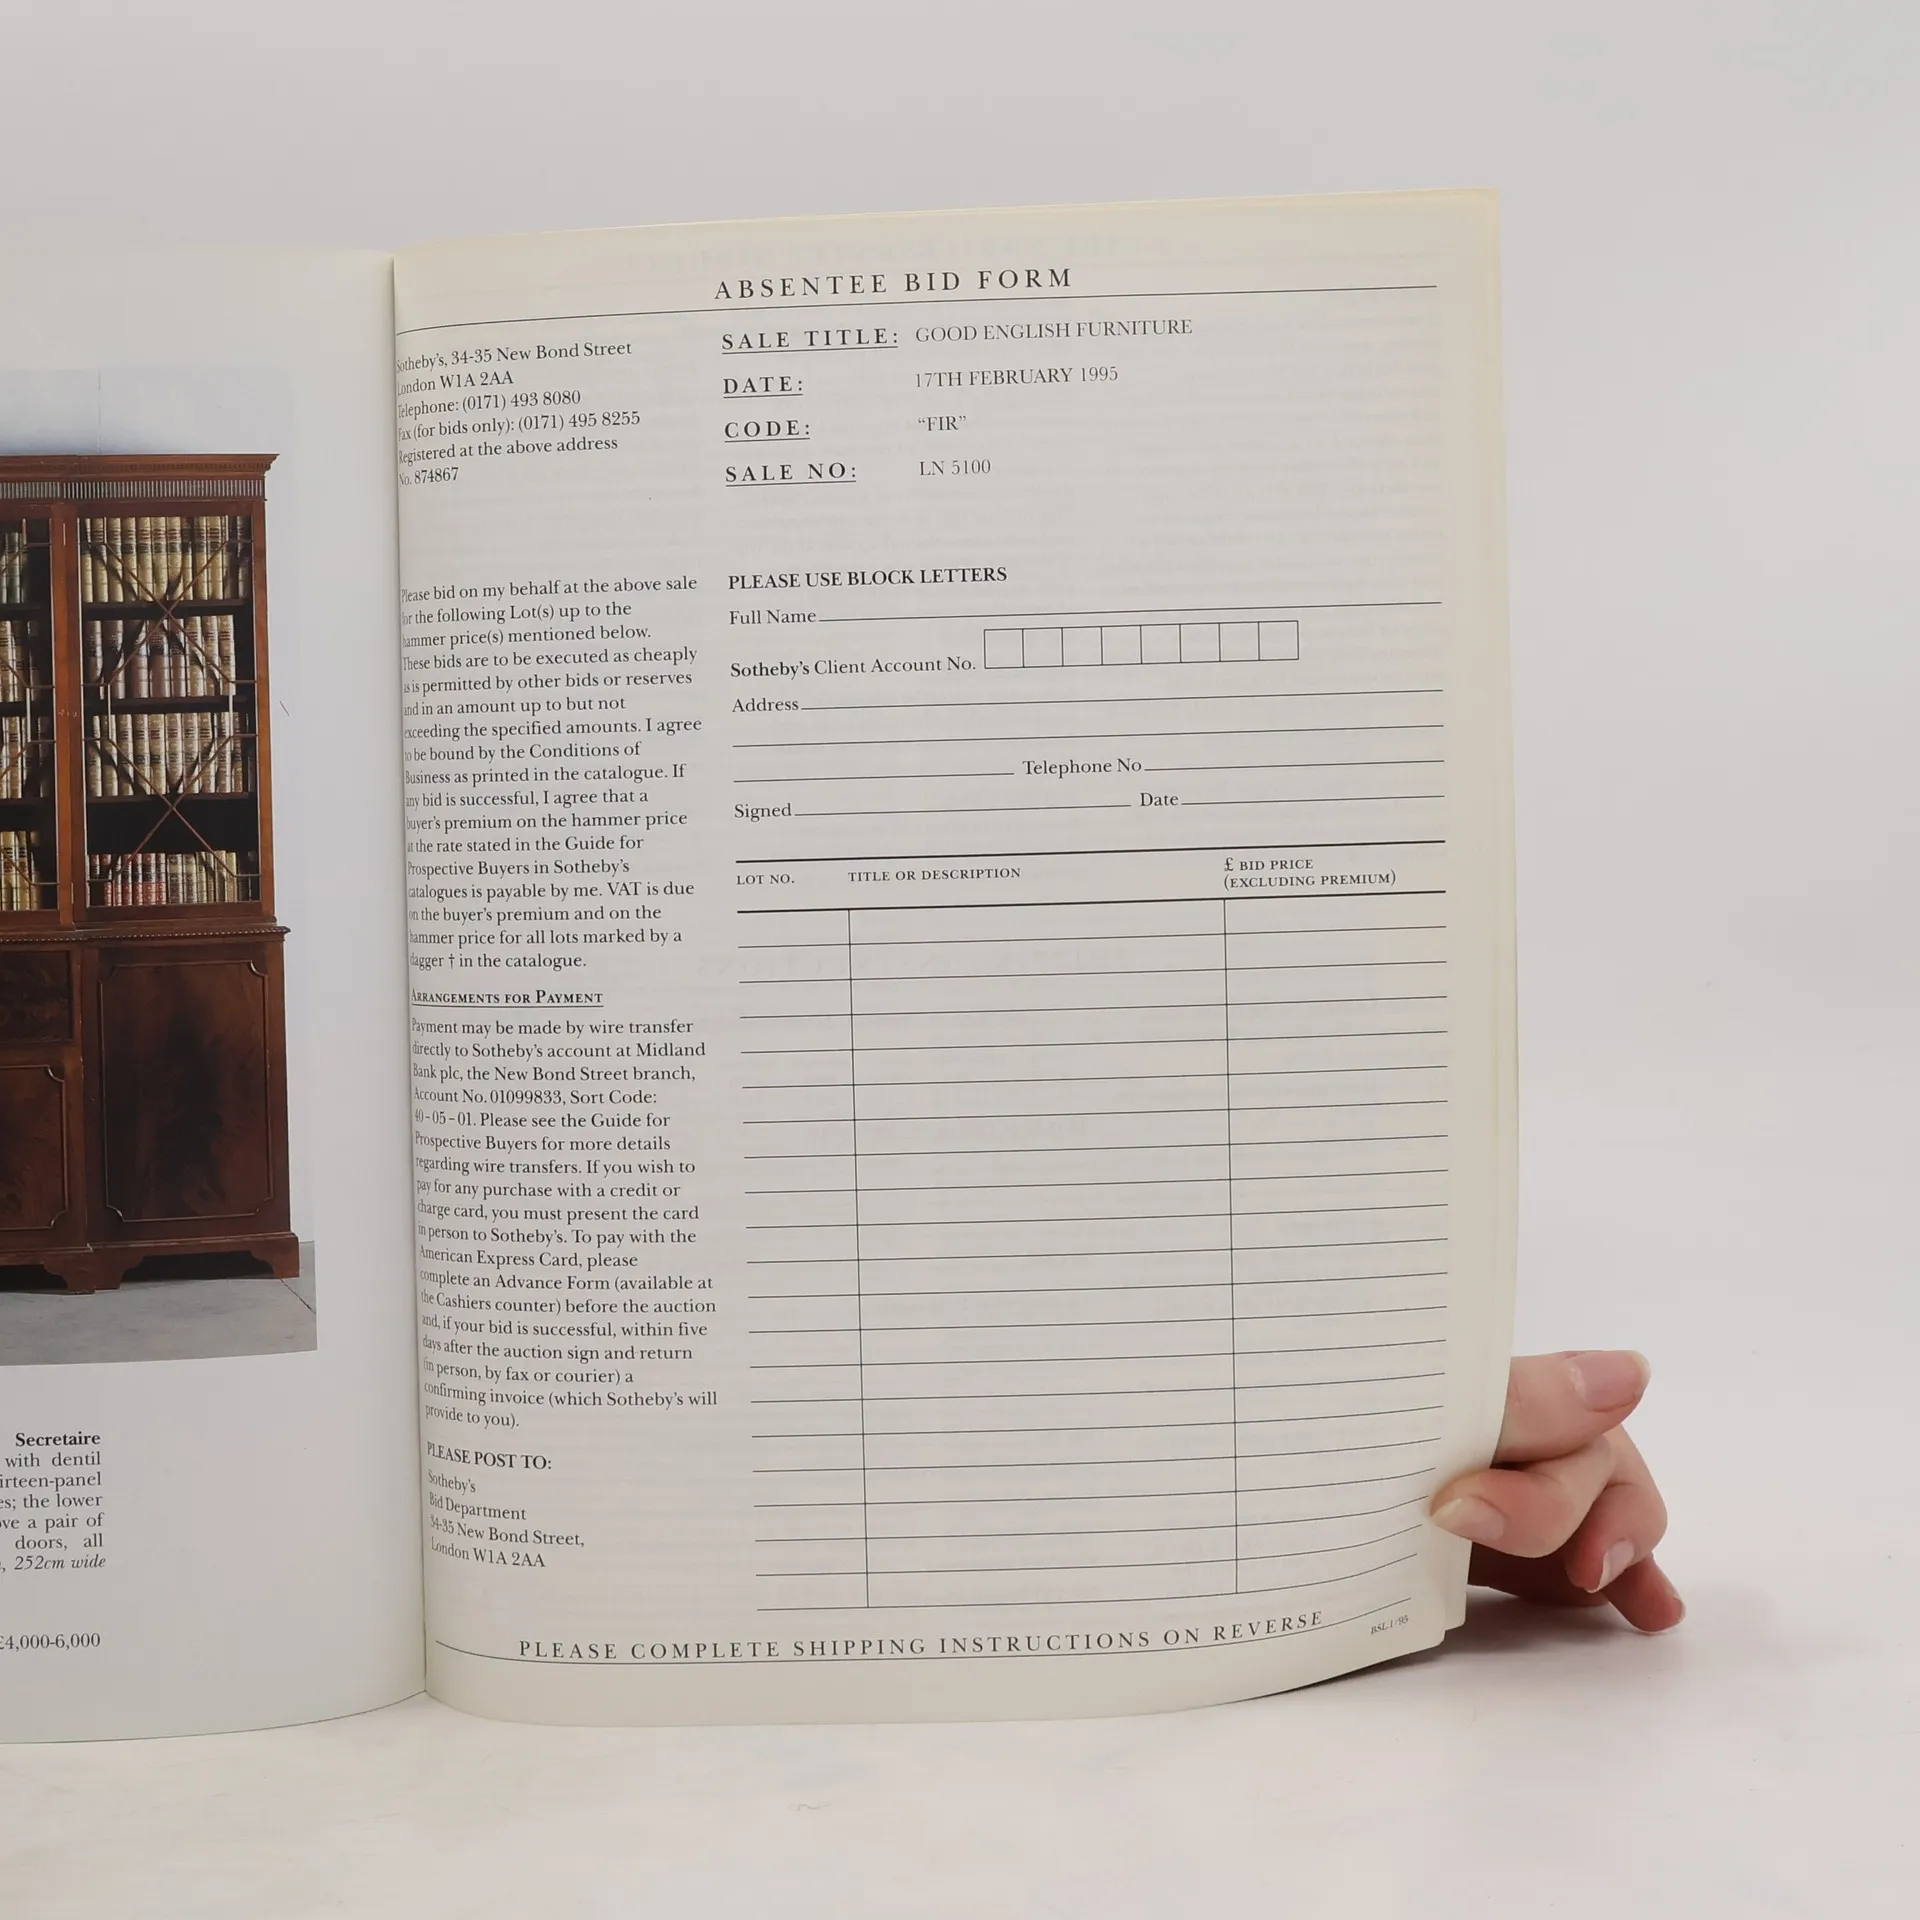 Secretaire
with dentil
irteen-panel
es; the lower
ve a pair of
doors, all
, 252cm wide
£4,000-6,000
ABSENTEE BID FORM
Sotheby's, 34-35 New Bond Street
London W1A 2AA
Telephone: (0171) 493 8080
Fax (for bids only): (0171) 495 8255
Registered at the above address
No. 874867
SALE TITLE: GOOD ENGLISH FURNITURE
DATE: 17TH FEBRUARY 1995
CODE: "FIR"
SALE NO: LN 5100
Please bid on my behalf at the above sale
for the following Lot(s) up to the
hammer price(s) mentioned below.
These bids are to be executed as cheaply
as is permitted by other bids or reserves
and in an amount up to but not
exceeding the specified amounts. I agree
to be bound by the Conditions of
Business as printed in the catalogue. If
any bid is successful, I agree that a
buyer's premium on the hammer price
at the rate stated in the Guide for
Prospective Buyers in Sotheby's
catalogues is payable by me. VAT is due
on the buyer's premium and on the
hammer price for all lots marked by a
dagger † in the catalogue.
ARRANGEMENTS FOR PAYMENT
Payment may be made by wire transfer
directly to Sotheby's account at Midland
Bank plc, the New Bond Street branch,
Account No. 01099833, Sort Code:
40-05-01. Please see the Guide for
Prospective Buyers for more details
regarding wire transfers. If you wish to
pay for any purchase with a credit or
charge card, you must present the card
in person to Sotheby's. To pay with the
American Express Card, please
complete an Advance Form (available at
the Cashiers counter) before the auction
and, if your bid is successful, within five
days after the auction sign and return
(in person, by fax or courier) a
confirming invoice (which Sotheby's will
provide to you).
PLEASE POST TO:
Sotheby's
Bid Department
34-35 New Bond Street,
London W1A 2AA
PLEASE USE BLOCK LETTERS
Full Name
Sotheby's Client Account No.
Address
Telephone No
Signed Date
LOT NO. TITLE OR DESCRIPTION £ BID PRICE
(EXCLUDING PREMIUM)
PLEASE COMPLETE SHIPPING INSTRUCTIONS ON REVERSE
BSL1/95